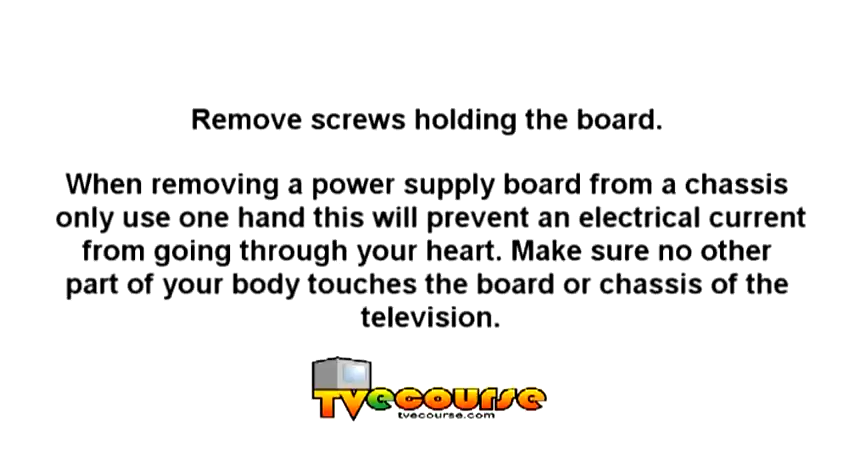 Remove screws holding the board.
When removing a power supply board from a chassis
only use one hand this will prevent an electrical current
from going through your heart. Make sure no other
part of your body touches the board or chassis of the
television.
TVecourse
tvecourse.com